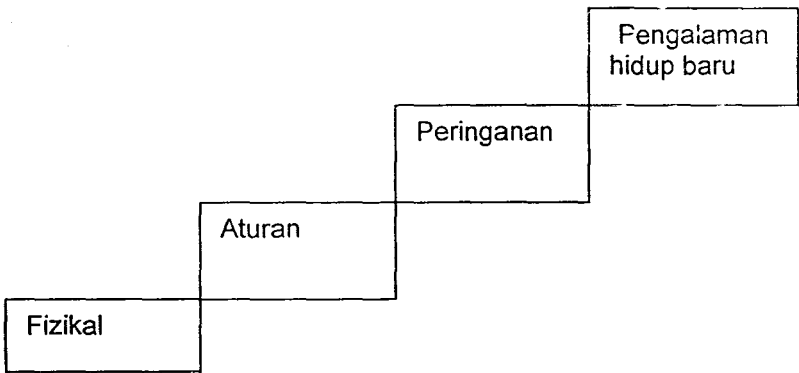 Pengalaman
hidup baru
Peringanan
Aturan
Fizikal